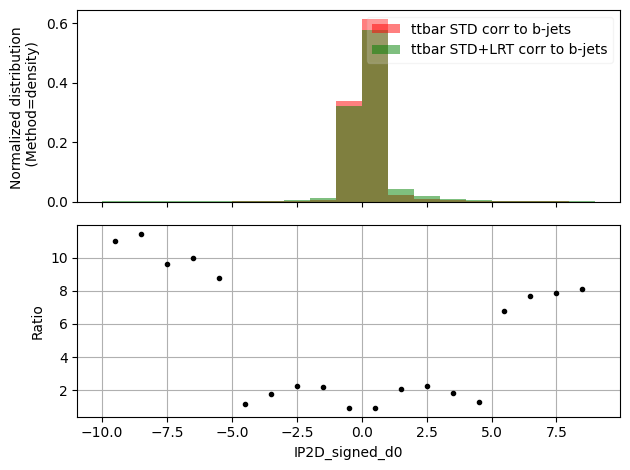 Normalized distribution
(Method=density)
0.6
0.4
0.2
0.0
ttbar STD corr to b-jets
ttbar STD+LRT corr to b-jets
Ratio
10
8
6
4
2
−10.0 −7.5 −5.0 −2.5 0.0 2.5 5.0 7.5
IP2D_signed_d0